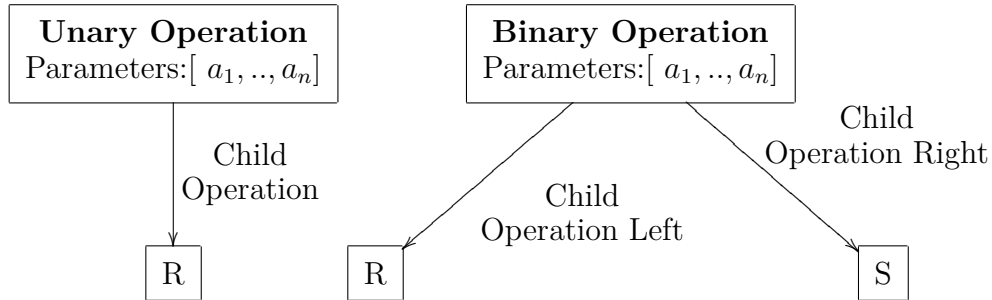 Unary Operation
Parameters:[ a₁, .., aₙ]
Binary Operation
Parameters:[ a₁, .., aₙ]
Child
Operation
Child
Operation Left
Child
Operation Right
R
R
S